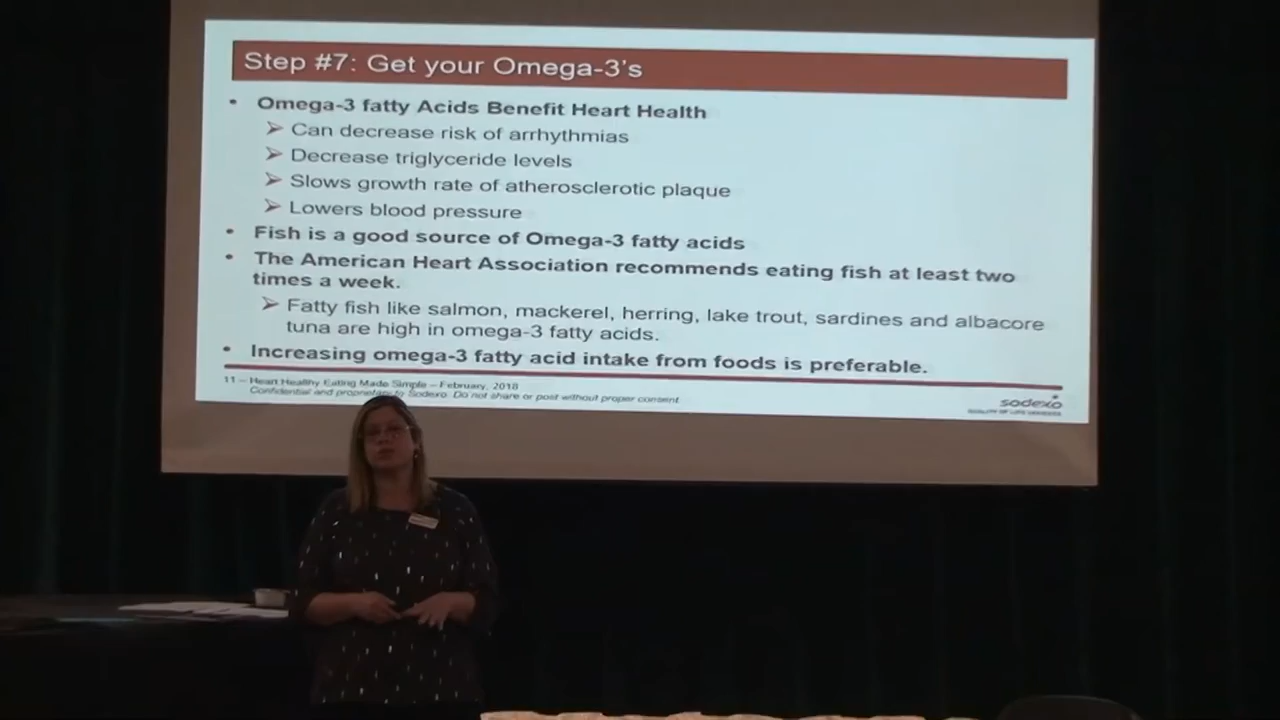 Step #7: Get your Omega-3's
• Omega-3 fatty Acids Benefit Heart Health
➢ Can decrease risk of arrhythmias
➢ Decrease triglyceride levels
➢ Slows growth rate of atherosclerotic plaque
➢ Lowers blood pressure
• Fish is a good source of Omega-3 fatty acids
• The American Heart Association recommends eating fish at least two
times a week.
➢ Fatty fish like salmon, mackerel, herring, lake trout, sardines and albacore
tuna are high in omega-3 fatty acids.
• Increasing omega-3 fatty acid intake from foods is preferable.
11 – Heart Healthy Eating Made Simple – February, 2018
Confidential and proprietary to Sodexo. Do not share or post without proper consent
sodexo
QUALITY OF LIFE SERVICES